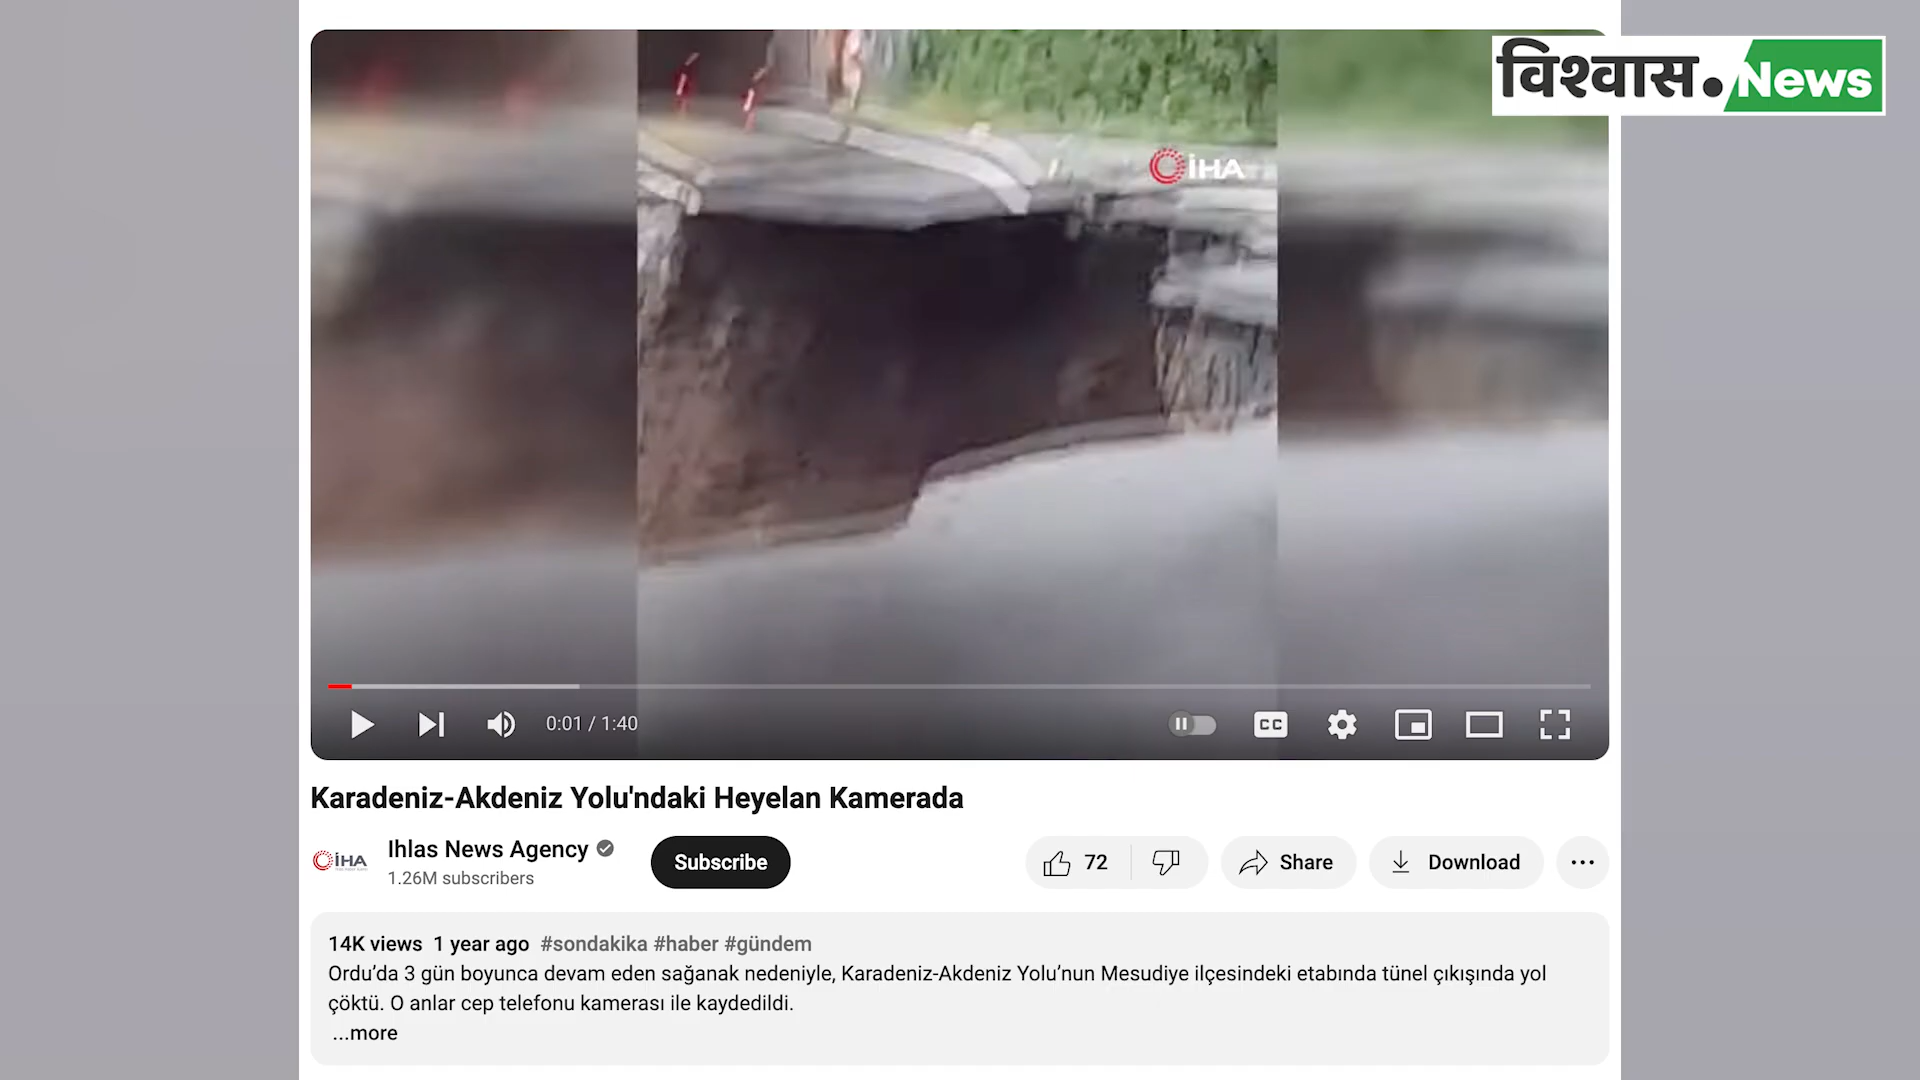 विश्वास.News
İHA
0:01 / 1:40
CC
Karadeniz-Akdeniz Yolu'ndaki Heyelan Kamerada
İHA
Ihlas News Agency
1.26M subscribers
Subscribe
72
Share
Download
14K views 1 year ago #sondakika #haber #gündem
Ordu’da 3 gün boyunca devam eden sağanak nedeniyle, Karadeniz-Akdeniz Yolu’nun Mesudiye ilçesindeki etabında tünel çıkışında yol
çöktü. O anlar cep telefonu kamerası ile kaydedildi.
...more